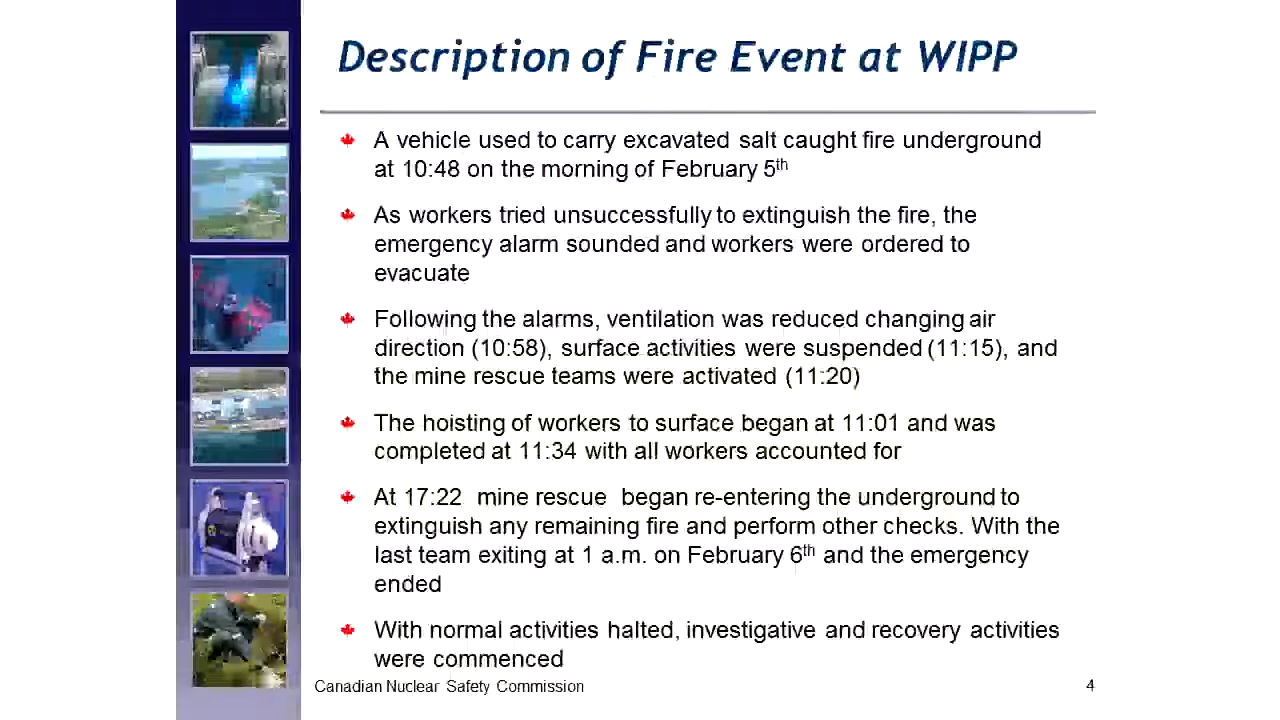 Description of Fire Event at WIPP
A vehicle used to carry excavated salt caught fire underground
at 10:48 on the morning of February 5th
As workers tried unsuccessfully to extinguish the fire, the
emergency alarm sounded and workers were ordered to
evacuate
Following the alarms, ventilation was reduced changing air
direction (10:58), surface activities were suspended (11:15), and
the mine rescue teams were activated (11:20)
The hoisting of workers to surface began at 11:01 and was
completed at 11:34 with all workers accounted for
At 17:22 mine rescue began re-entering the underground to
extinguish any remaining fire and perform other checks. With the
last team exiting at 1 a.m. on February 6th and the emergency
ended
With normal activities halted, investigative and recovery activities
were commenced
Canadian Nuclear Safety Commission
4